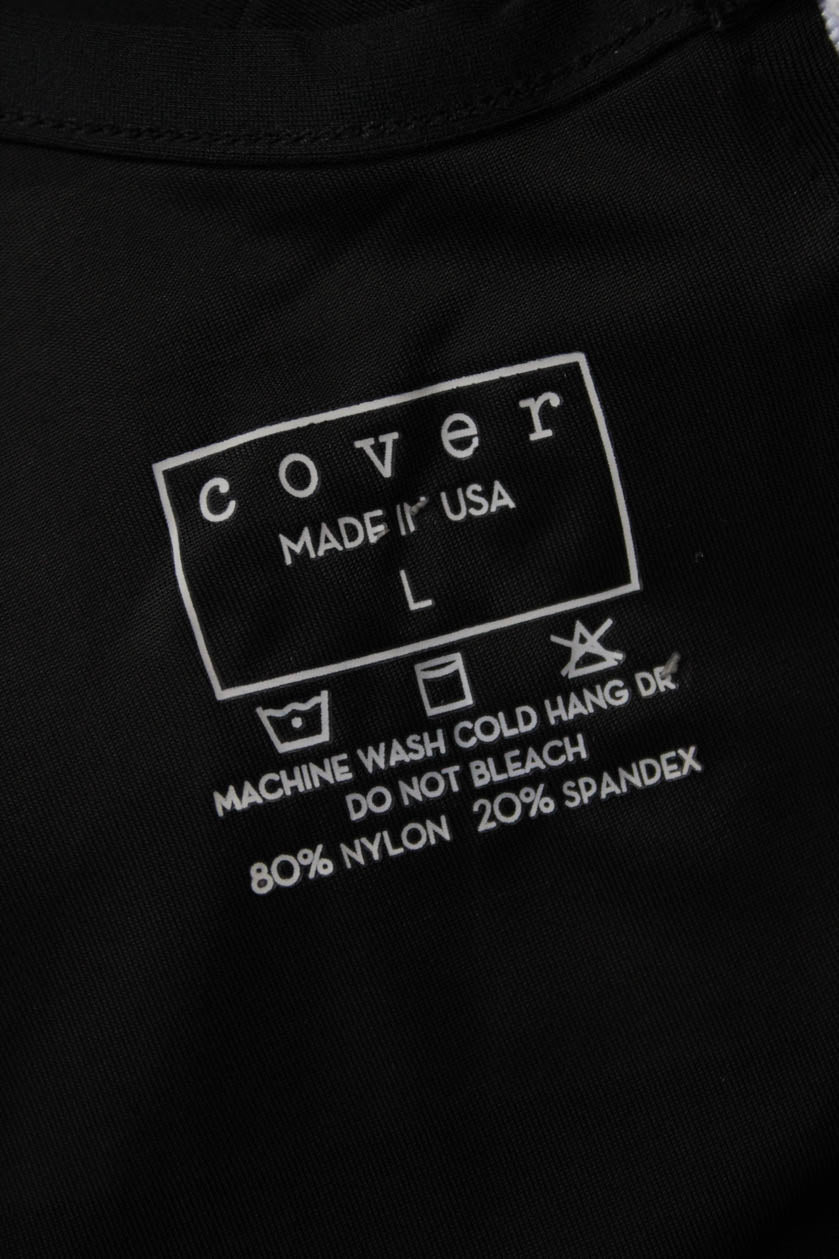 cover
MADE IN USA
L
MACHINE WASH COLD HANG DR
DO NOT BLEACH
80% NYLON 20% SPANDEX